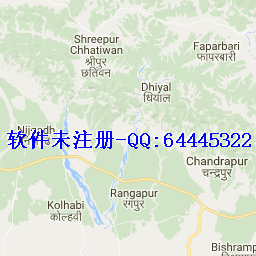 Shreepur
Chhatiwan
श्रीपुर
छतिवन
Faparbari
फापरबारी
Dhiyal
धियाल
软件未注册-QQ:64445322
Chandrapur
चन्द्रपुर
Kolhabi
कोल्हवी
Rangapur
रंगपुर
Bishramp